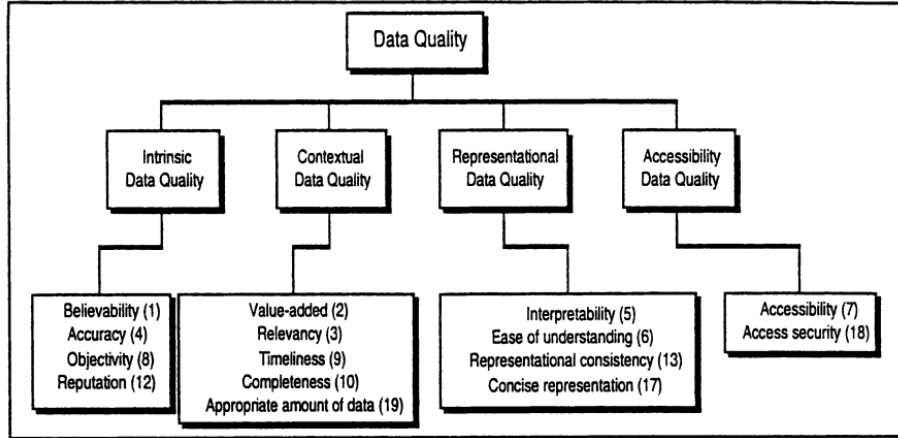 Data Quality
Intrinsic
Data Quality
Contextual
Data Quality
Representational
Data Quality
Accessibility
Data Quality
Believability (1)
Accuracy (4)
Objectivity (8)
Reputation (12)
Value-added (2)
Relevancy (3)
Timeliness (9)
Completeness (10)
Appropriate amount of data (19)
Interpretability (5)
Ease of understanding (6)
Representational consistency (13)
Concise representation (17)
Accessibility (7)
Access security (18)